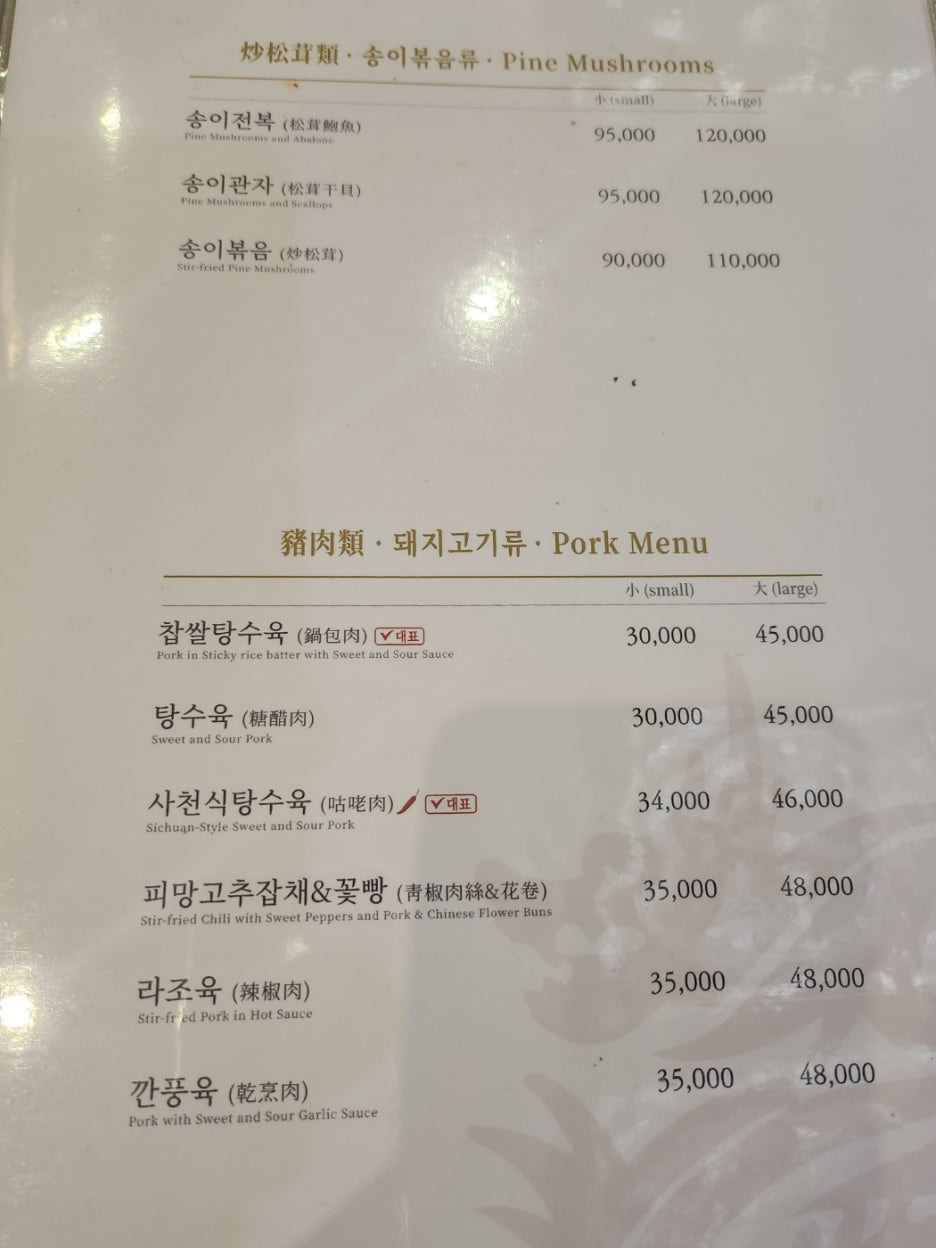 炒松茸類 · 송이볶음류 · Pine Mushrooms
小 (small) 大 (large)
송이전복 (松茸鮑魚) 95,000 120,000
Pine Mushrooms and Abalone
송이관자 (松茸干貝) 95,000 120,000
Pine Mushrooms and Scallops
송이볶음 (炒松茸) 90,000 110,000
Stir-fried Pine Mushrooms
豬肉類 · 돼지고기류 · Pork Menu
小 (small) 大 (large)
찹쌀탕수육 (鍋包肉) 대표 30,000 45,000
Pork in Sticky rice batter with Sweet and Sour Sauce
탕수육 (糖醋肉) 30,000 45,000
Sweet and Sour Pork
사천식탕수육 (咕咾肉) 대표 34,000 46,000
Sichuan-Style Sweet and Sour Pork
피망고추잡채&꽃빵 (靑椒肉絲&花卷) 35,000 48,000
Stir-fried Chili with Sweet Peppers and Pork & Chinese Flower Buns
라조육 (辣椒肉) 35,000 48,000
Stir-fried Pork in Hot Sauce
깐풍육 (乾烹肉) 35,000 48,000
Pork with Sweet and Sour Garlic Sauce